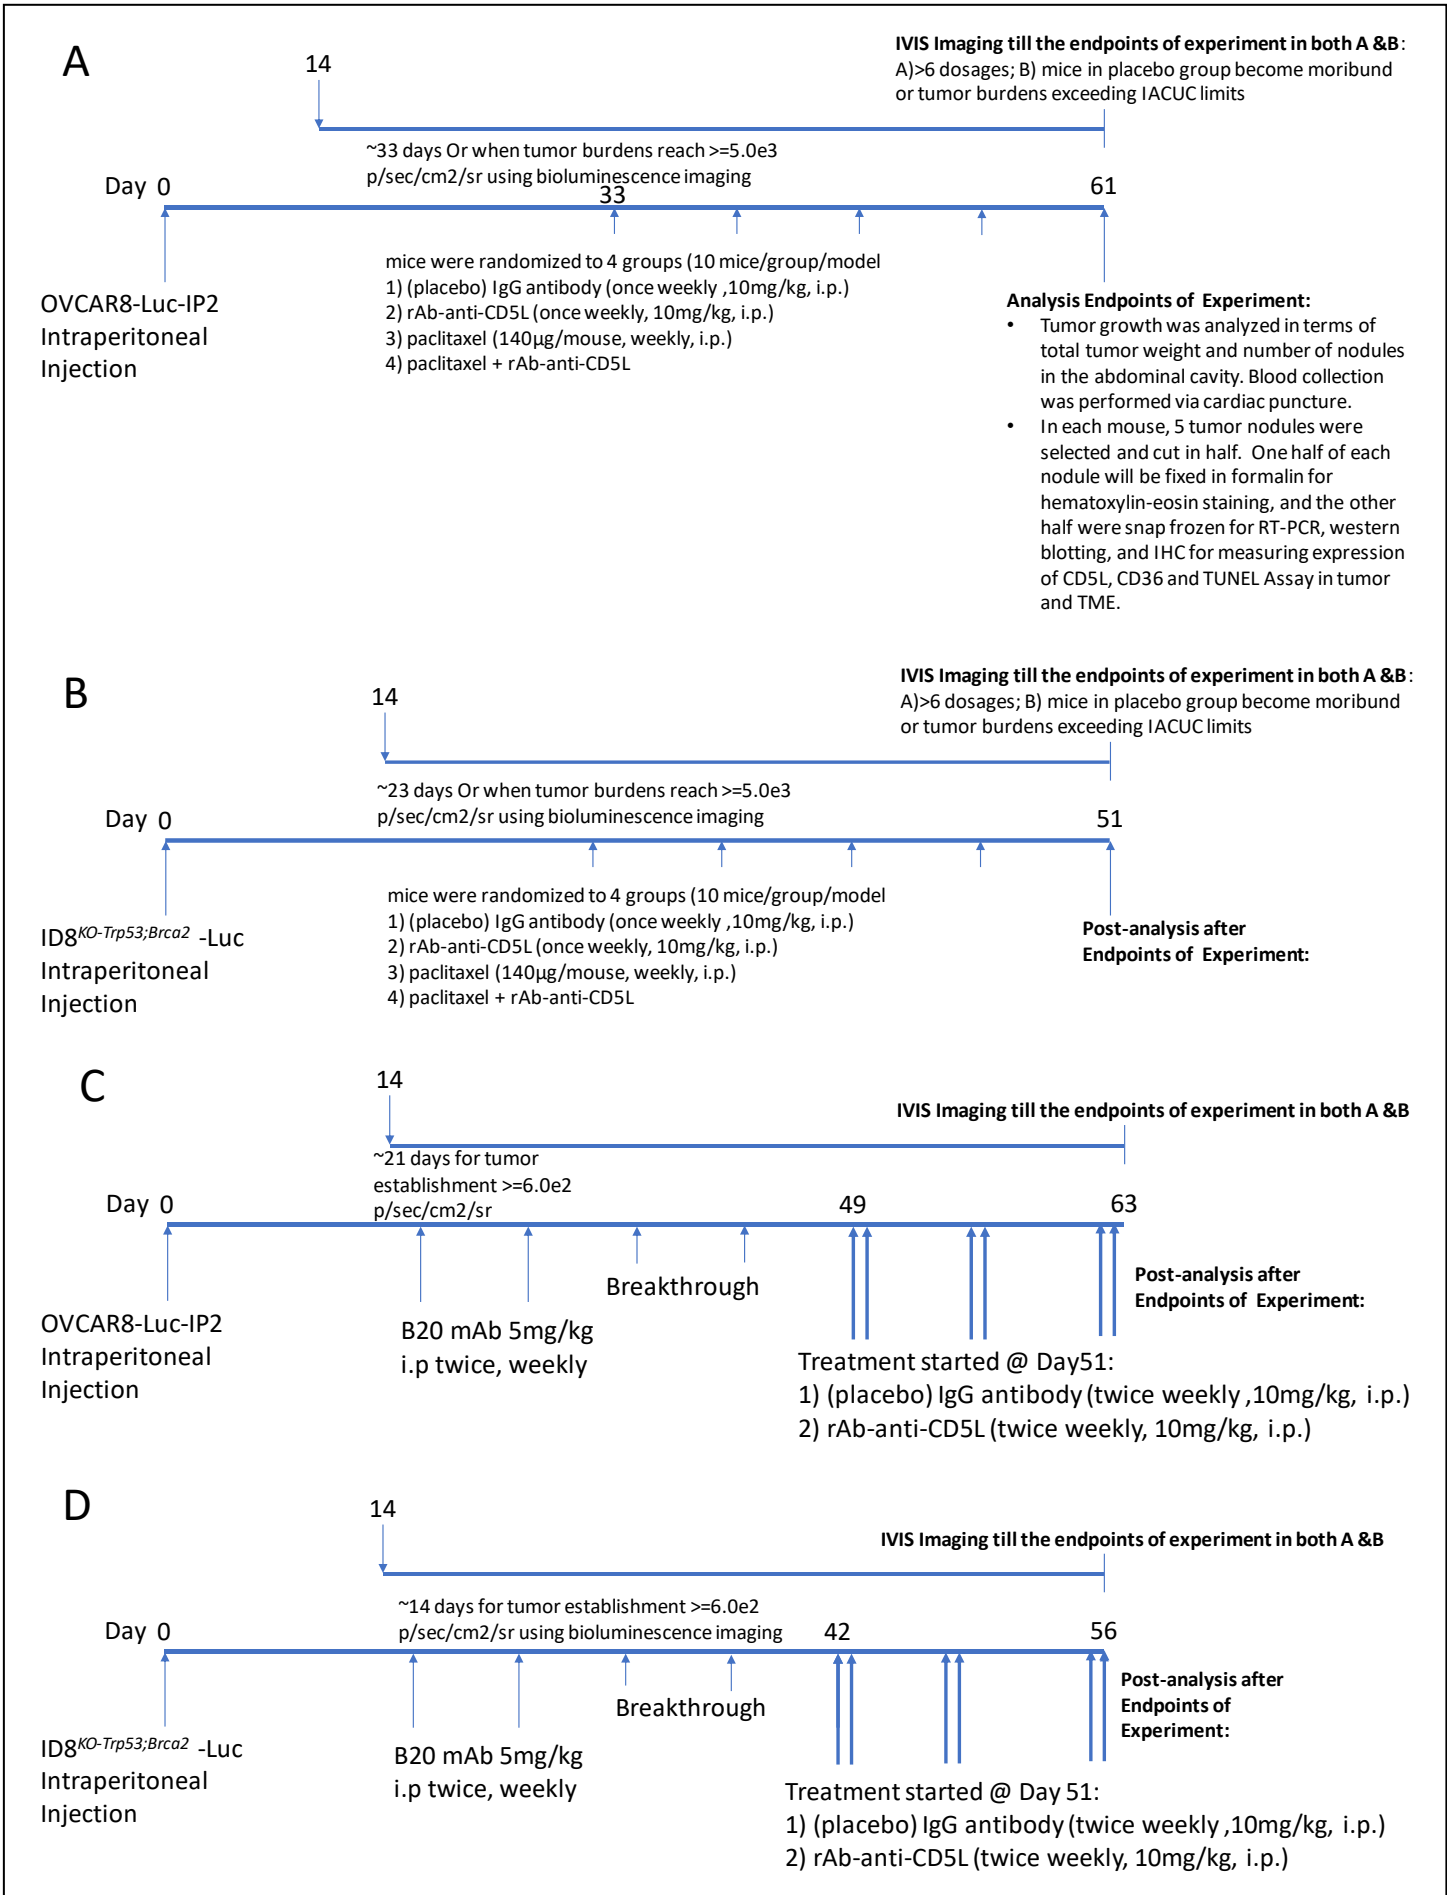 A
14
IVIS Imaging till the endpoints of experiment in both A &B:
A)>6 dosages; B) mice in placebo group become moribund
or tumor burdens exceeding IACUC limits
~33 days Or when tumor burdens reach >=5.0e3
p/sec/cm2/sr using bioluminescence imaging
Day 0
33
61
mice were randomized to 4 groups (10 mice/group/model
1) (placebo) IgG antibody (once weekly ,10mg/kg, i.p.)
2) rAb-anti-CD5L (once weekly, 10mg/kg, i.p.)
3) paclitaxel (140µg/mouse, weekly, i.p.)
4) paclitaxel + rAb-anti-CD5L
OVCAR8-Luc-IP2
Intraperitoneal
Injection
Analysis Endpoints of Experiment:
• Tumor growth was analyzed in terms of
total tumor weight and number of nodules
in the abdominal cavity. Blood collection
was performed via cardiac puncture.
• In each mouse, 5 tumor nodules were
selected and cut in half. One half of each
nodule will be fixed in formalin for
hematoxylin-eosin staining, and the other
half were snap frozen for RT-PCR, western
blotting, and IHC for measuring expression
of CD5L, CD36 and TUNEL Assay in tumor
and TME.
B
14
IVIS Imaging till the endpoints of experiment in both A &B:
A)>6 dosages; B) mice in placebo group become moribund
or tumor burdens exceeding IACUC limits
~23 days Or when tumor burdens reach >=5.0e3
p/sec/cm2/sr using bioluminescence imaging
Day 0
51
mice were randomized to 4 groups (10 mice/group/model
1) (placebo) IgG antibody (once weekly ,10mg/kg, i.p.)
2) rAb-anti-CD5L (once weekly, 10mg/kg, i.p.)
3) paclitaxel (140µg/mouse, weekly, i.p.)
4) paclitaxel + rAb-anti-CD5L
ID8KO-Trp53;Brca2 -Luc
Intraperitoneal
Injection
Post-analysis after
Endpoints of Experiment:
C
14
IVIS Imaging till the endpoints of experiment in both A &B
~21 days for tumor
establishment >=6.0e2
p/sec/cm2/sr
Day 0
49
63
Breakthrough
Post-analysis after
Endpoints of Experiment:
OVCAR8-Luc-IP2
Intraperitoneal
Injection
B20 mAb 5mg/kg
i.p twice, weekly
Treatment started @ Day51:
1) (placebo) IgG antibody (twice weekly ,10mg/kg, i.p.)
2) rAb-anti-CD5L (twice weekly, 10mg/kg, i.p.)
D
14
IVIS Imaging till the endpoints of experiment in both A &B
~14 days for tumor establishment >=6.0e2
p/sec/cm2/sr using bioluminescence imaging
Day 0
42
56
Breakthrough
Post-analysis after
Endpoints of
Experiment:
ID8KO-Trp53;Brca2 -Luc
Intraperitoneal
Injection
B20 mAb 5mg/kg
i.p twice, weekly
Treatment started @ Day 51:
1) (placebo) IgG antibody (twice weekly ,10mg/kg, i.p.)
2) rAb-anti-CD5L (twice weekly, 10mg/kg, i.p.)